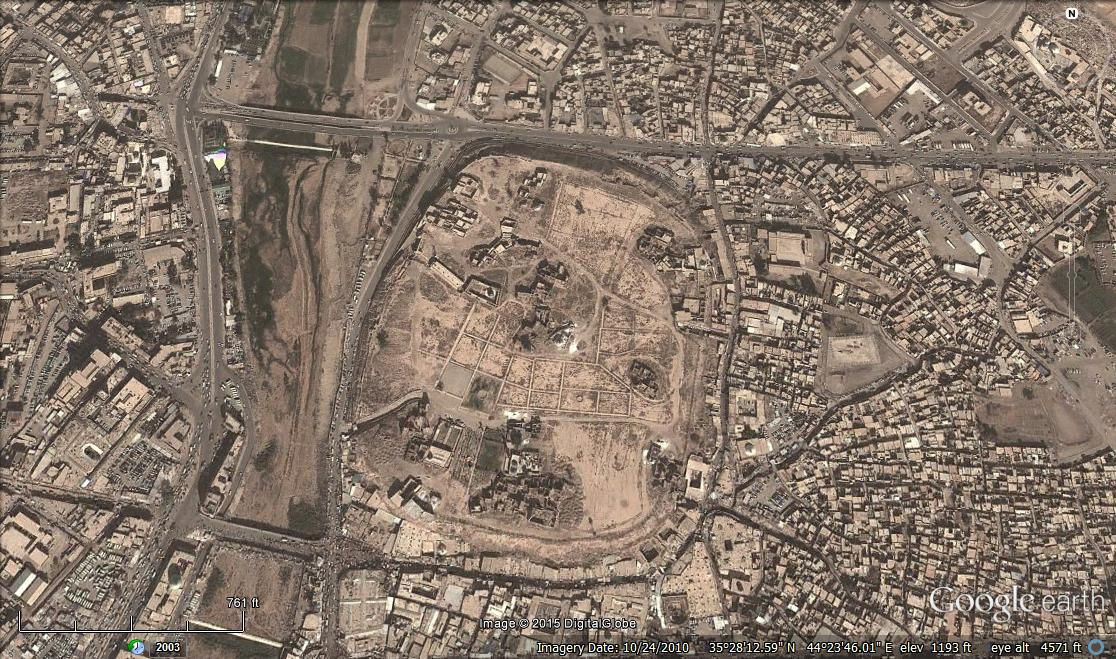 N
761 ft
Google earth
Image © 2015 DigitalGlobe
2003
Imagery Date: 10/24/2010 35°28'12.59" N 44°23'46.01" E elev 1193 ft eye alt 4571 ft